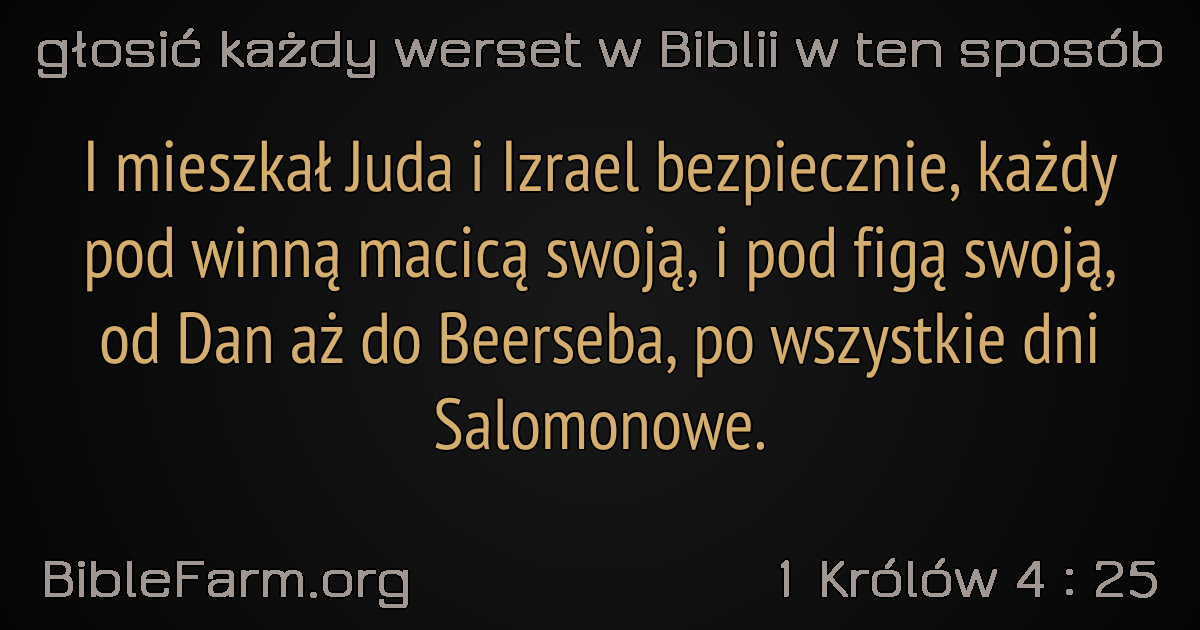 głosić każdy werset w Biblii w ten sposób
I mieszkał Juda i Izrael bezpiecznie, każdy
pod winną macicą swoją, i pod figą swoją,
od Dan aż do Beerseba, po wszystkie dni
Salomonowe.
BibleFarm.org
1 Królów 4 : 25